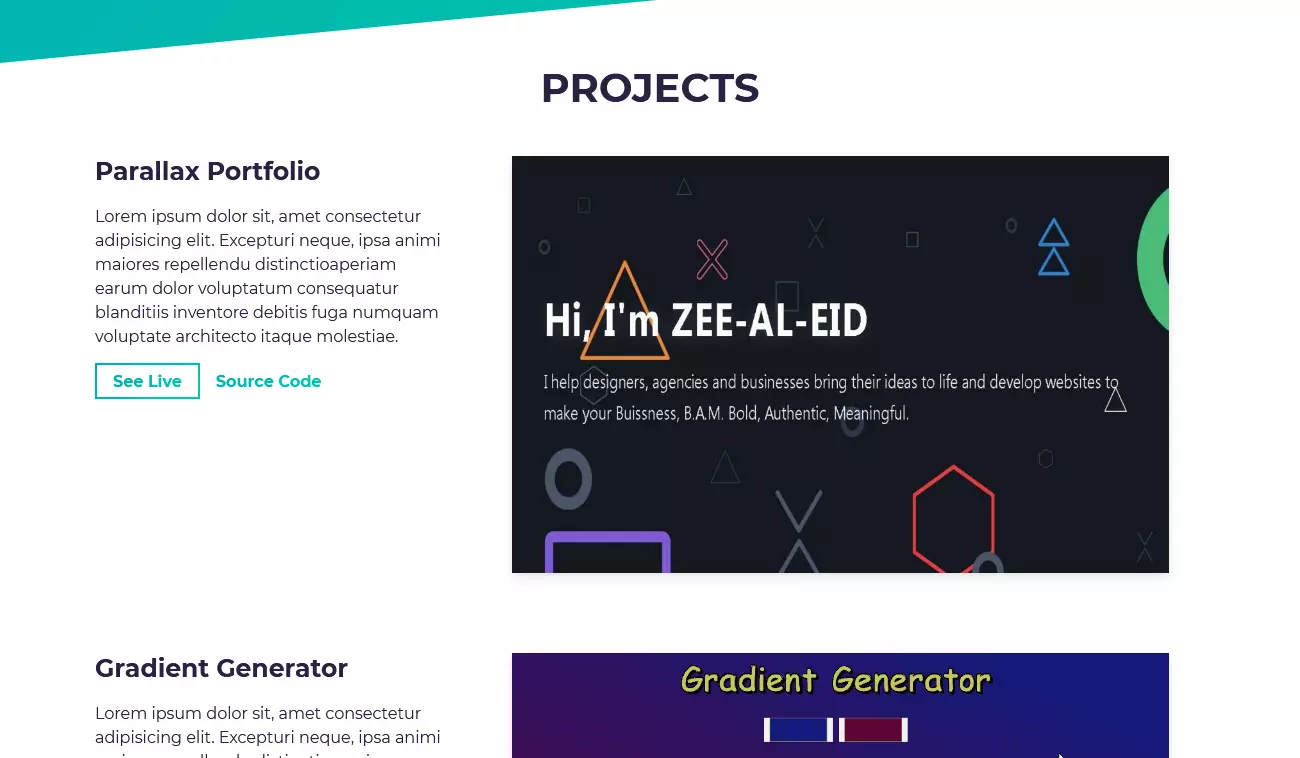 PROJECTS
Parallax Portfolio
Lorem ipsum dolor sit, amet consectetur
adipisicing elit. Excepturi neque, ipsa animi
maiores repellendu distinctioaperiam
earum dolor voluptatum consequatur
blanditiis inventore debitis fuga numquam
voluptate architecto itaque molestiae.
See Live
Source Code
Hi, I'm ZEE-AL-EID
I help designers, agencies and businesses bring their ideas to life and develop websites to
make your Buissness, B.A.M. Bold, Authentic, Meaningful.
Gradient Generator
Lorem ipsum dolor sit, amet consectetur
adipisicing elit. Excepturi neque, ipsa animi
Gradient Generator